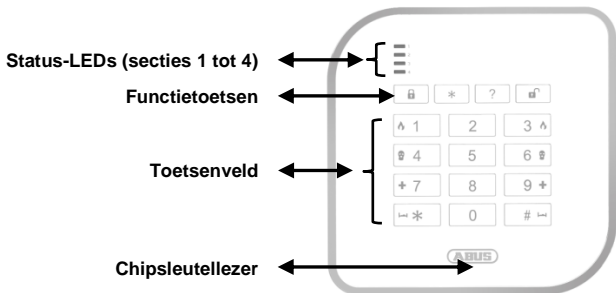 Status-LEDs (secties 1 tot 4)
Functietoetsen
* ?
1 2 3
Toetsenveld
4 5 6
7 8 9
* 0 #
Chipsleutellezer
ABUS